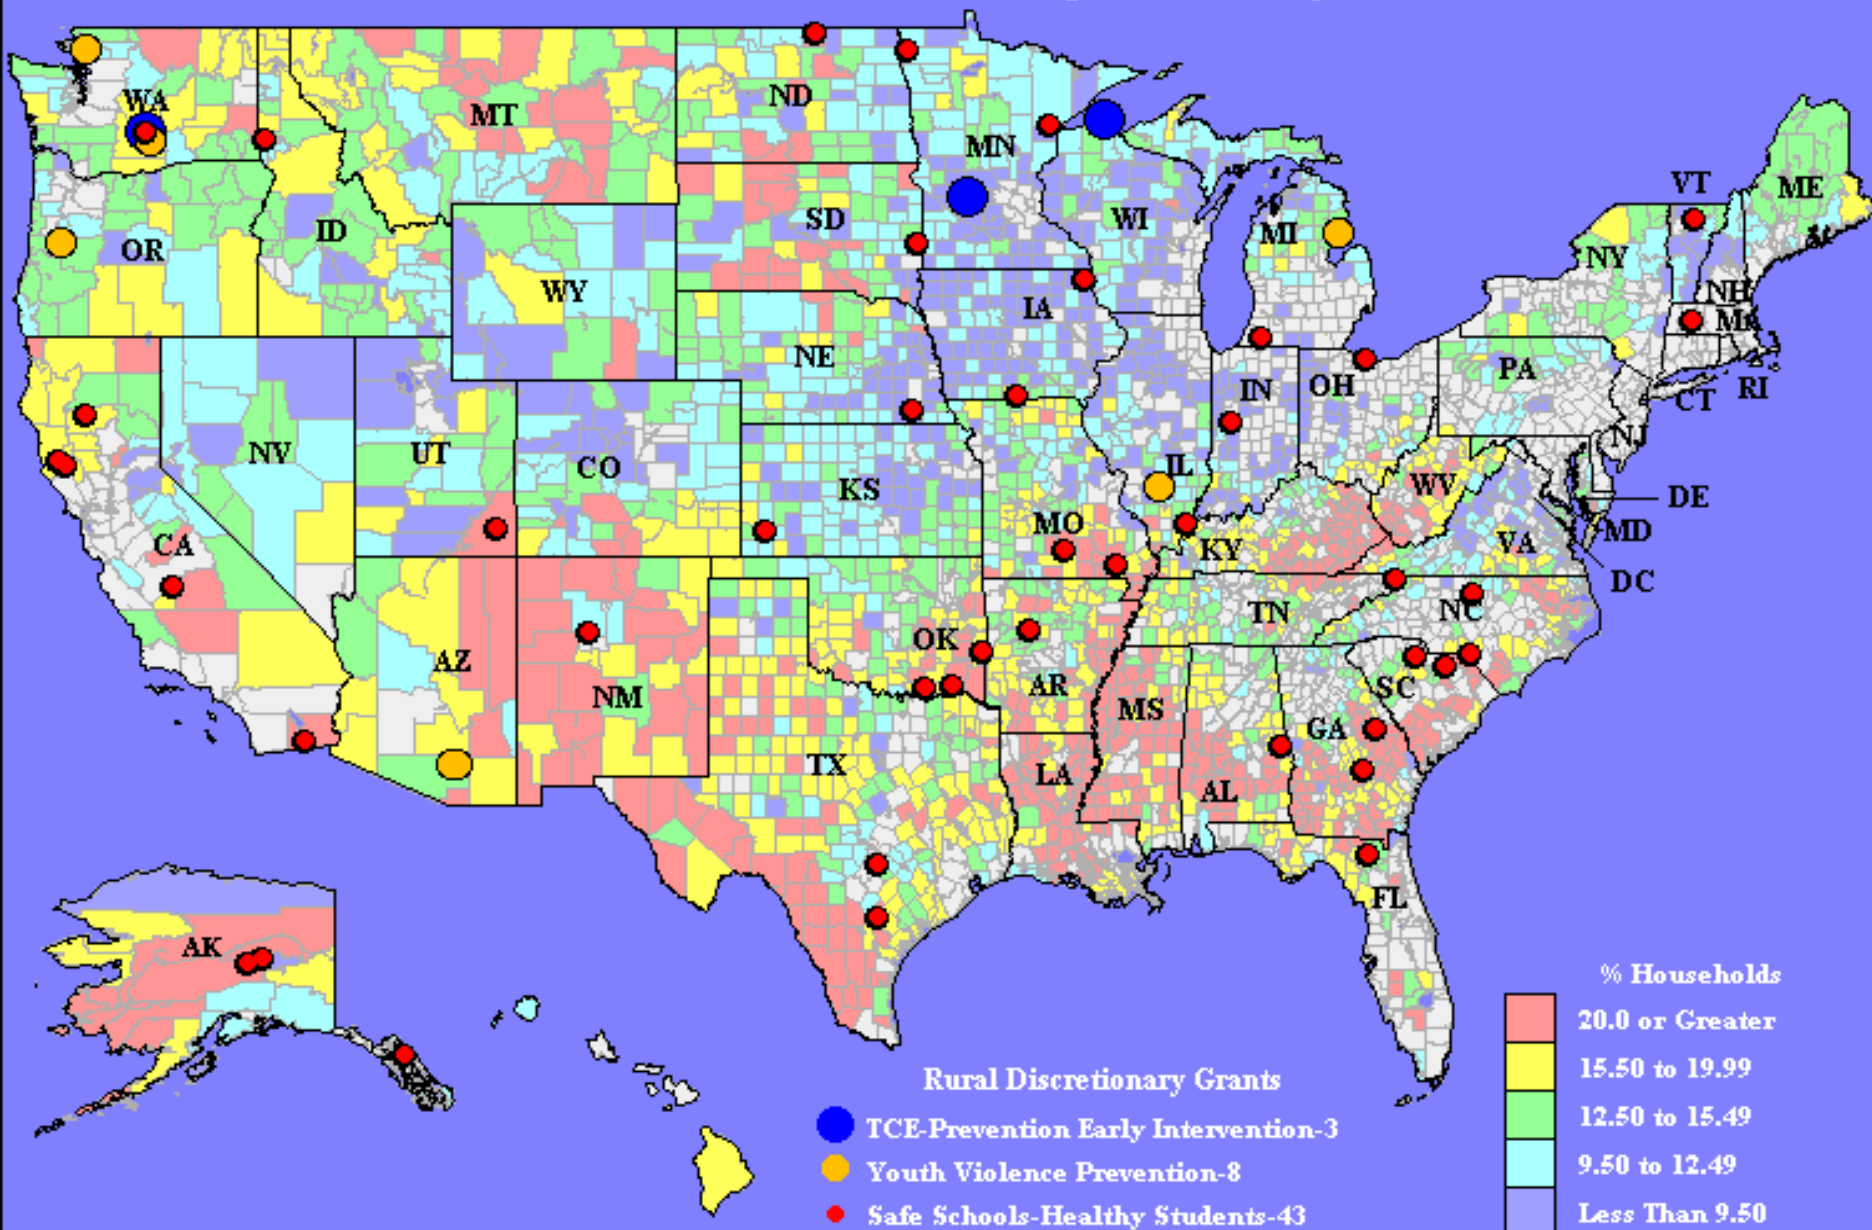 WA
MT
ND
MN
OR
ID
WY
SD
WI
MI
VT
ME
NY
NH
MA
NV
UT
CO
NE
IA
IL
IN
OH
PA
CT
RI
NJ
KS
MO
KY
WV
VA
DE
MD
DC
CA
AZ
NM
OK
AR
TN
NC
SC
TX
LA
MS
AL
GA
FL
AK
% Households
20.0 or Greater
15.50 to 19.99
12.50 to 15.49
9.50 to 12.49
Less Than 9.50
Rural Discretionary Grants
TCE-Prevention Early Intervention-3
Youth Violence Prevention-8
Safe Schools-Healthy Students-43